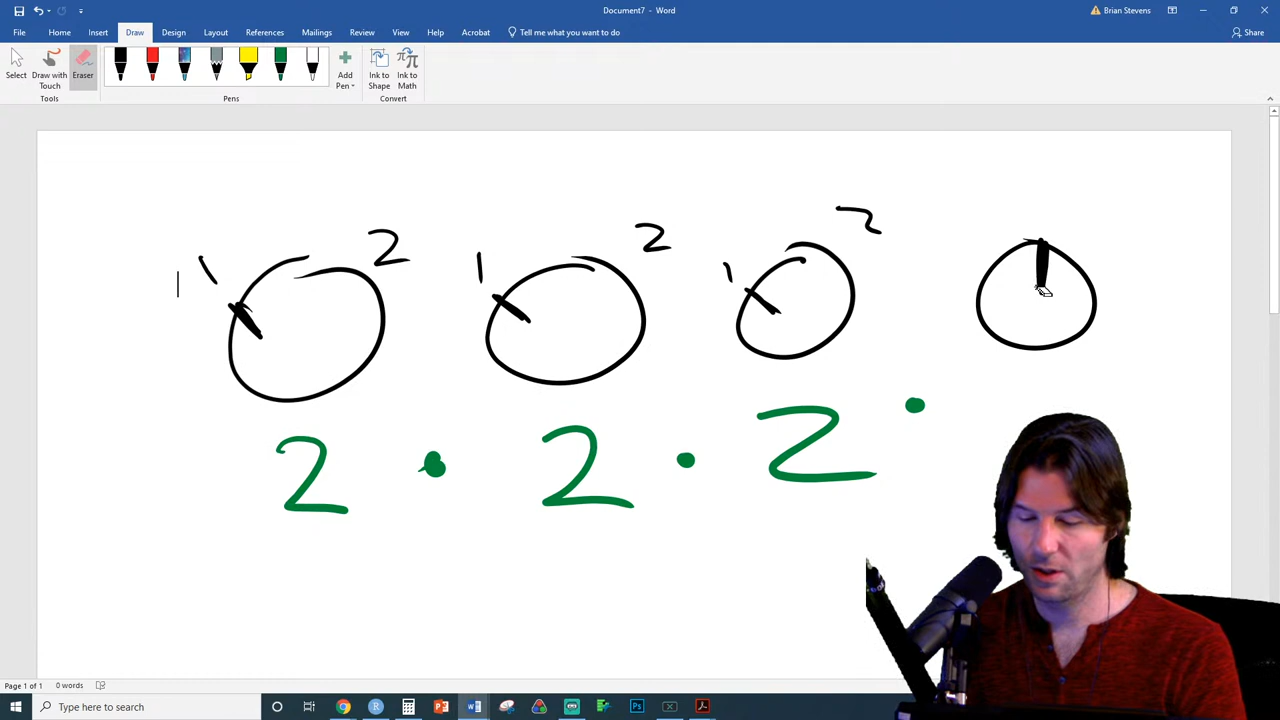 Document7 - Word
Brian Stevens
File Home Insert Draw Design Layout References Mailings Review View Help Acrobat Tell me what you want to do Share
Select
Draw with Touch
Eraser
Add Pen
Ink to Shape
Ink to Math
Tools Pens Convert
1 2 1 2 1 2
2 · 2 · 2 ·
Page 1 of 1 0 words
Type here to search